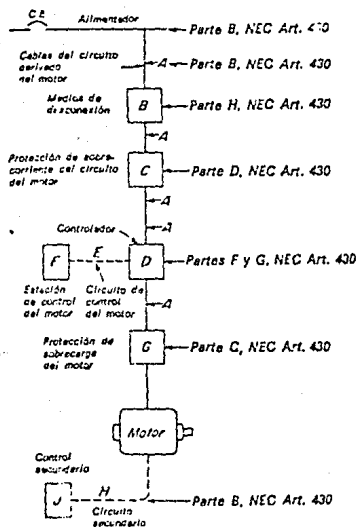 C.B.
Alimentador
Parte B, NEC Art. 430
Cables del circuito
derivado
del motor
A
Parte B, NEC Art. 430
Medios de
disconexión
B
Parte H, NEC Art. 430
A
Protección de sobre-
corriente del circuito
del motor
C
Parte D, NEC Art. 430
A
A
Controlador
F
E
D
Partes F y G, NEC Art. 430
Estación
de control
del motor
Circuito de
control
del motor
A
Protección de
sobrecarga
del motor
G
Parte C, NEC Art. 430
Motor
Control
secundario
J
H
Circuito
secundario
Parte B, NEC Art. 430